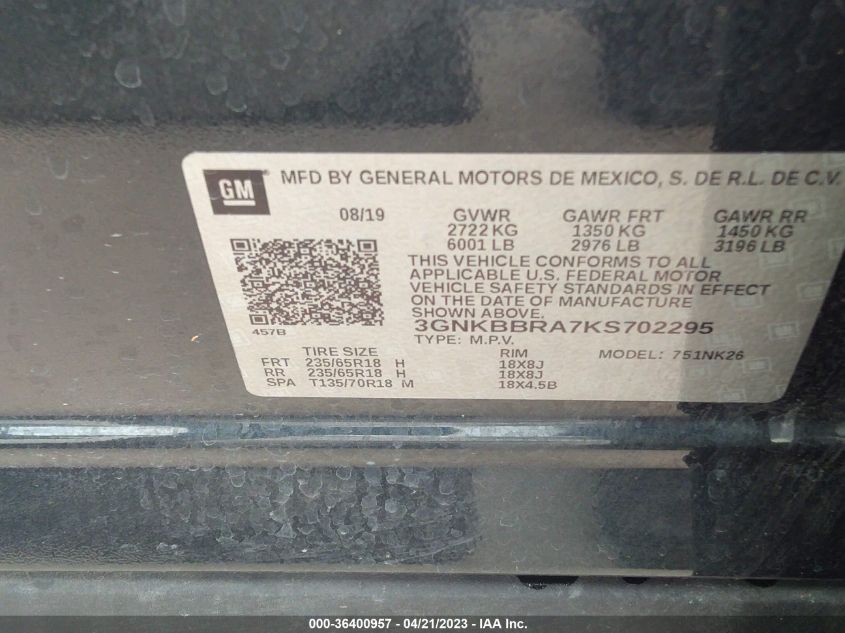 GM MFD BY GENERAL MOTORS DE MEXICO, S. DE R.L. DE C.V.
08/19 GVWR GAWR FRT GAWR RR
2722 KG 1350 KG 1450 KG
6001 LB 2976 LB 3196 LB
THIS VEHICLE CONFORMS TO ALL
APPLICABLE U.S. FEDERAL MOTOR
VEHICLE SAFETY STANDARDS IN EFFECT
ON THE DATE OF MANUFACTURE
SHOWN ABOVE.
457B 3GNKBBRA7KS702295
TYPE: M.P.V. MODEL: 751NK26
TIRE SIZE RIM
FRT 235/65R18 H 18X8J
RR 235/65R18 H 18X8J
SPA T135/70R18 M 18X4.5B
000-36400957 - 04/21/2023 - IAA Inc.